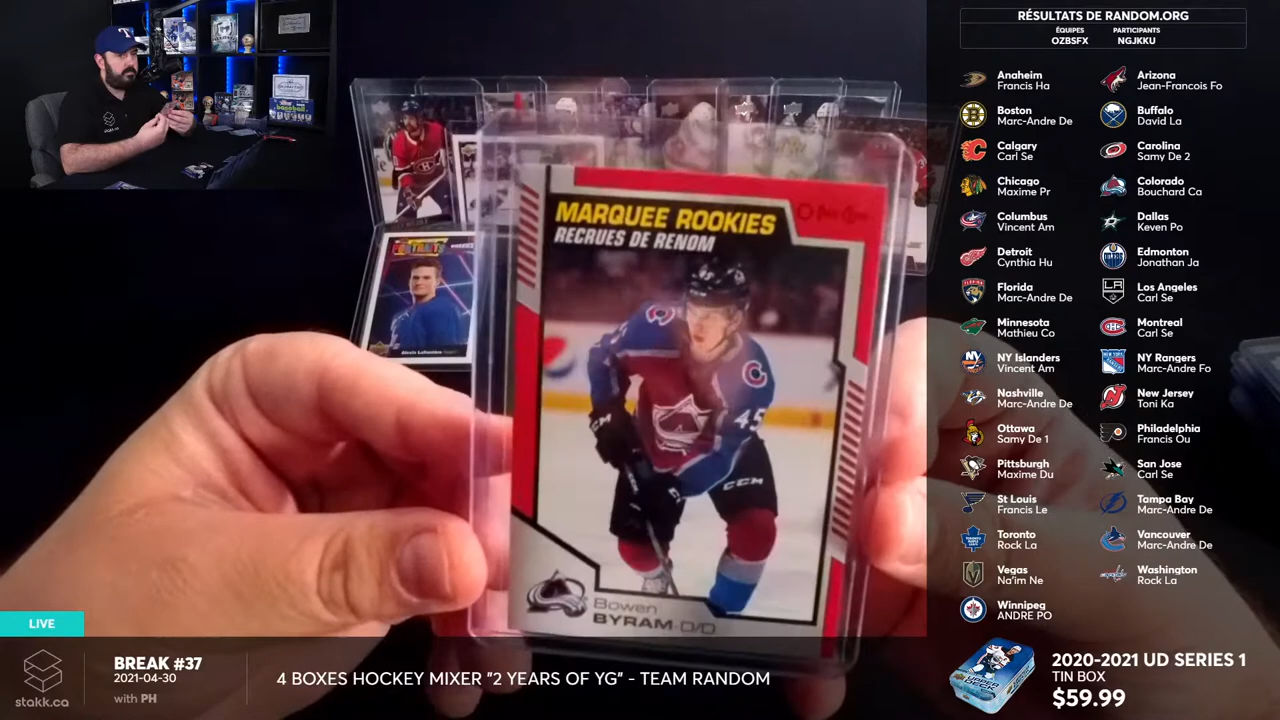 RÉSULTATS DE RANDOM.ORG
ÉQUIPES
OZBSFX
PARTICIPANTS
NGJKKU
Anaheim
Francis Ha
Arizona
Jean-Francois Fo
Boston
Marc-Andre De
Buffalo
David La
Calgary
Carl Se
Carolina
Samy De 2
Chicago
Maxime Pr
Colorado
Bouchard Ca
Columbus
Vincent Am
Dallas
Keven Po
Detroit
Cynthia Hu
Edmonton
Jonathan Ja
Florida
Marc-Andre De
Los Angeles
Carl Se
Minnesota
Mathieu Co
Montreal
Carl Se
NY Islanders
Vincent Am
NY Rangers
Marc-Andre Fo
Nashville
Marc-Andre De
New Jersey
Toni Ka
Ottawa
Samy De 1
Philadelphia
Francis Ou
Pittsburgh
Maxime Du
San Jose
Carl Se
St Louis
Francis Le
Tampa Bay
Marc-Andre De
Toronto
Rock La
Vancouver
Marc-Andre De
Vegas
Na'im Ne
Washington
Rock La
Winnipeg
ANDRE PO
MARQUEE ROOKIES
RECRUES DE RENOM
45
CCM
Bowen
BYRAM-D/D
PORTRAITS
LIVE
stakk.ca
BREAK #37
2021-04-30
with PH
4 BOXES HOCKEY MIXER "2 YEARS OF YG" - TEAM RANDOM
2020-2021 UD SERIES 1
TIN BOX
$59.99